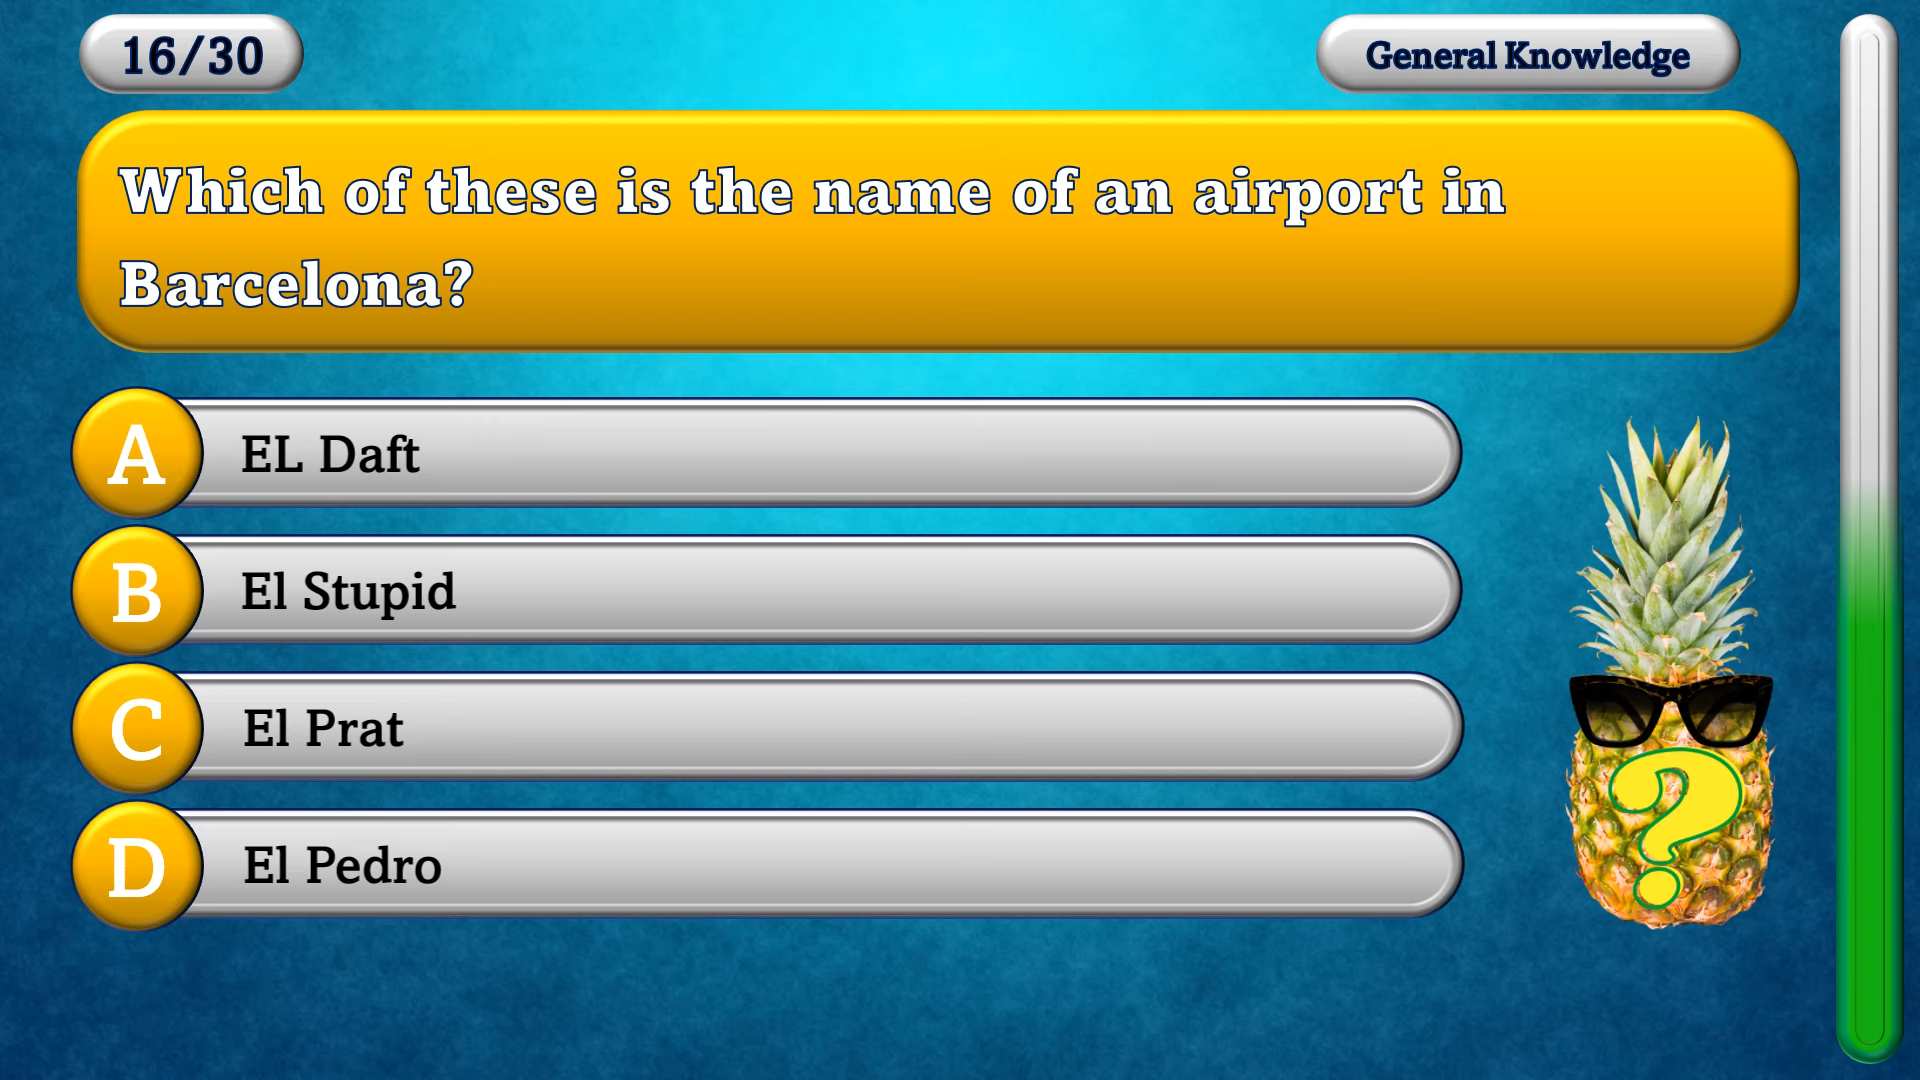 16/30
General Knowledge
Which of these is the name of an airport in
Barcelona?
A
EL Daft
B
El Stupid
C
El Prat
D
El Pedro
?